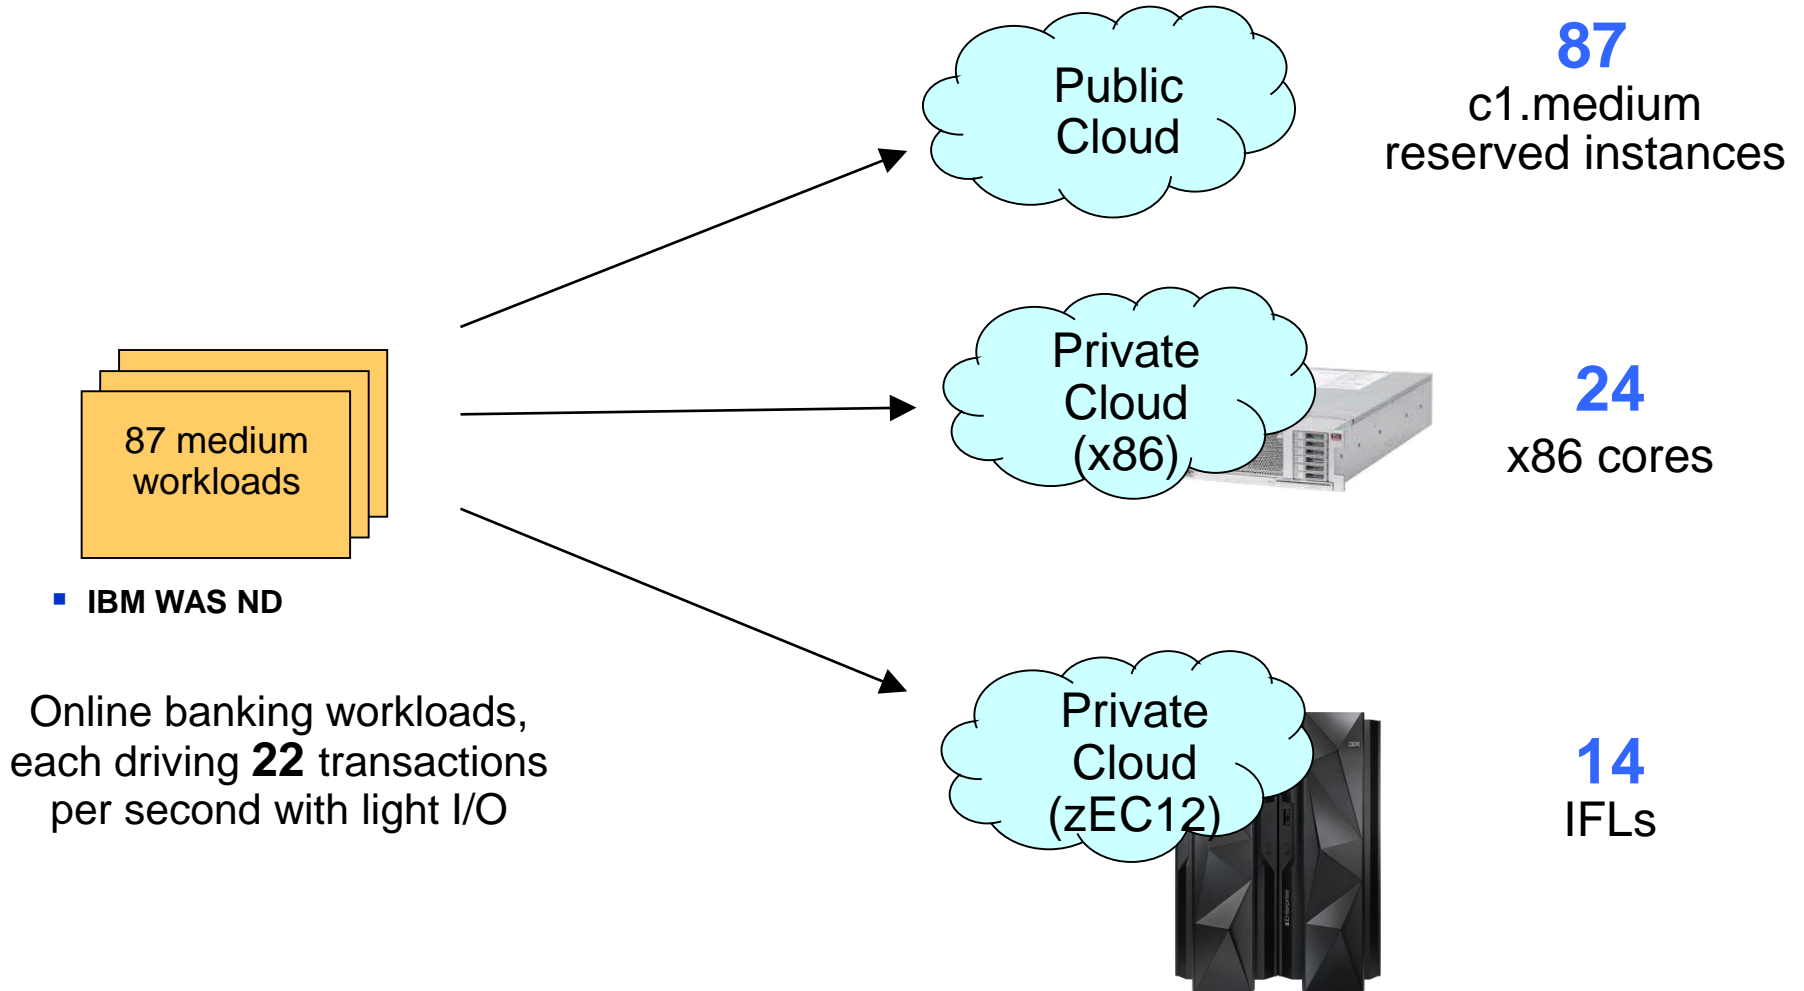 Public
Cloud
87
c1.medium
reserved instances
Private
Cloud
(x86)
24
x86 cores
87 medium
workloads
▪ IBM WAS ND
Online banking workloads,
each driving 22 transactions
per second with light I/O
Private
Cloud
(zEC12)
14
IFLs
IBM